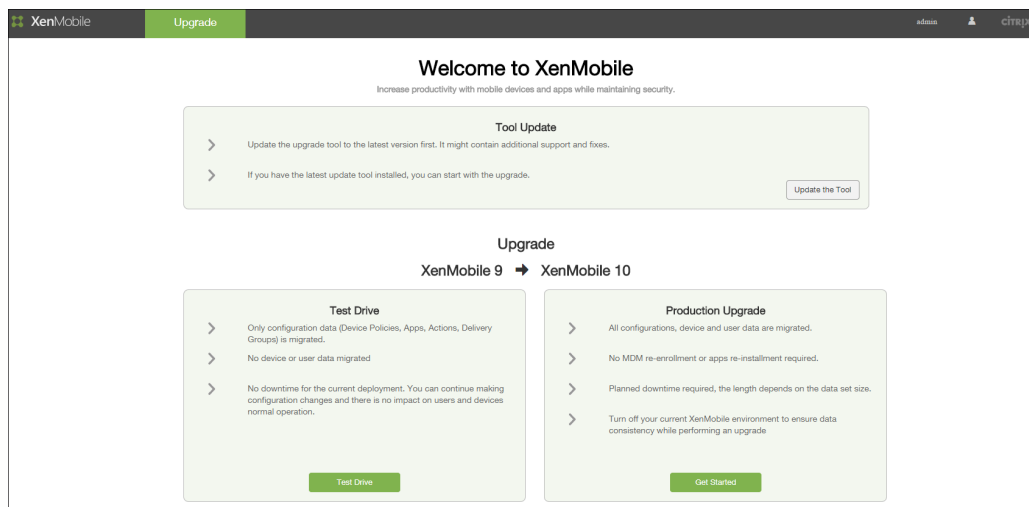 XenMobile
Upgrade
admin
CITRIX
Welcome to XenMobile
Increase productivity with mobile devices and apps while maintaining security.
Tool Update
Update the upgrade tool to the latest version first. It might contain additional support and fixes.
If you have the latest update tool installed, you can start with the upgrade.
Update the Tool
Upgrade
XenMobile 9 → XenMobile 10
Test Drive
Only configuration data (Device Policies, Apps, Actions, Delivery
Groups) is migrated.
No device or user data migrated
No downtime for the current deployment. You can continue making
configuration changes and there is no impact on users and devices
normal operation.
Test Drive
Production Upgrade
All configurations, device and user data are migrated.
No MDM re-enrollment or apps re-installment required.
Planned downtime required, the length depends on the data set size.
Turn off your current XenMobile environment to ensure data
consistency while performing an upgrade
Get Started